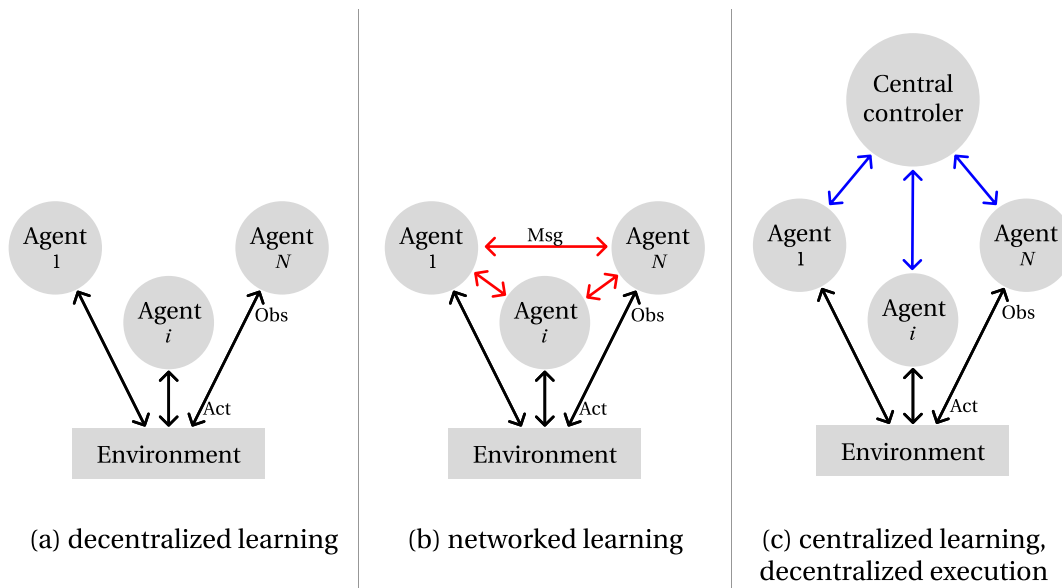 Agent
1
Agent
N
Agent
i
Obs
Act
Environment
(a) decentralized learning
Agent
1
Msg
Agent
N
Agent
i
Obs
Act
Environment
(b) networked learning
Central
controler
Agent
1
Agent
N
Agent
i
Obs
Act
Environment
(c) centralized learning,
decentralized execution